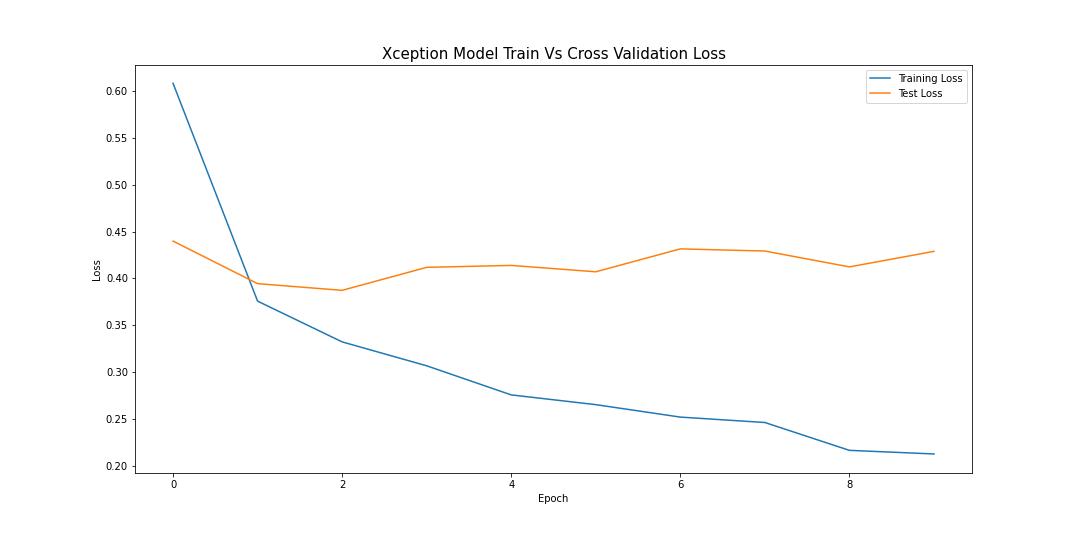 Xception Model Train Vs Cross Validation Loss
Training Loss
Test Loss
0.60
0.55
0.50
0.45
0.40
0.35
0.30
0.25
0.20
Loss
0 2 4 6 8
Epoch